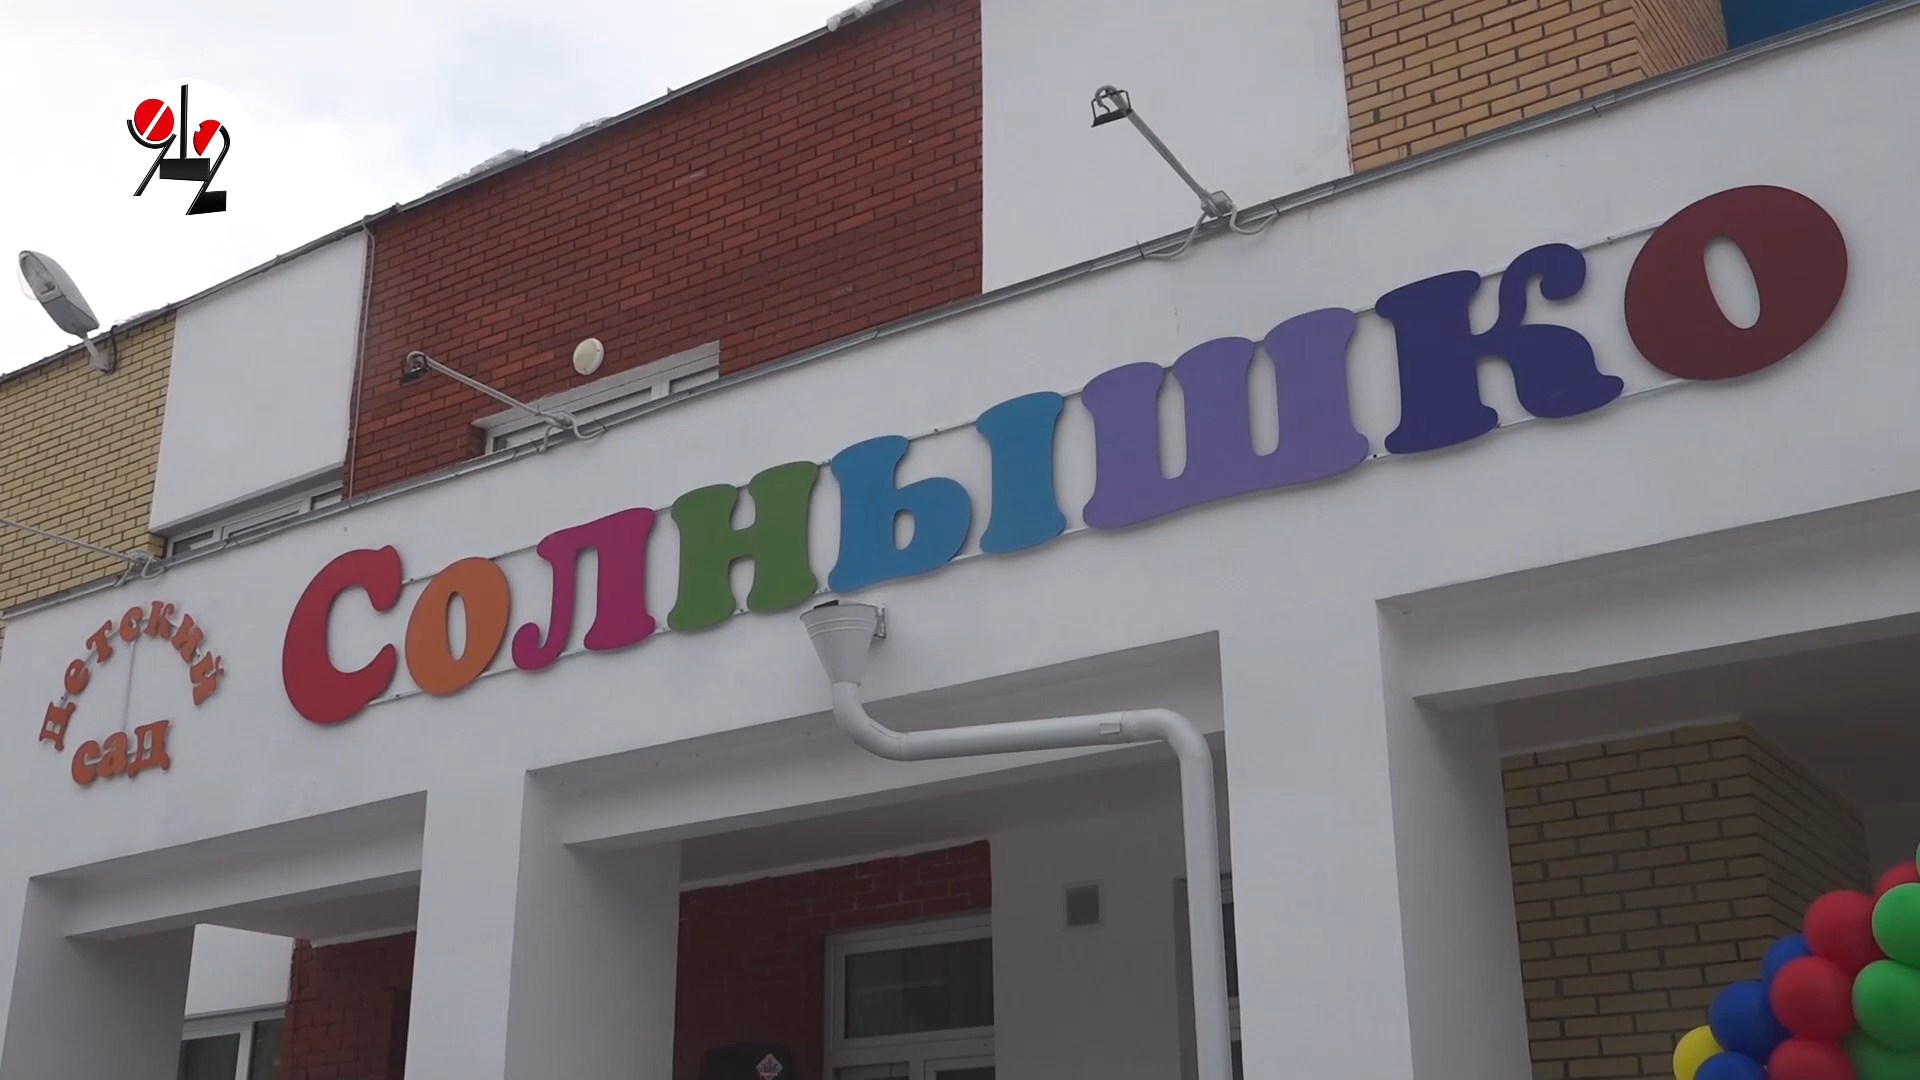 Детский
сад
Солнышко